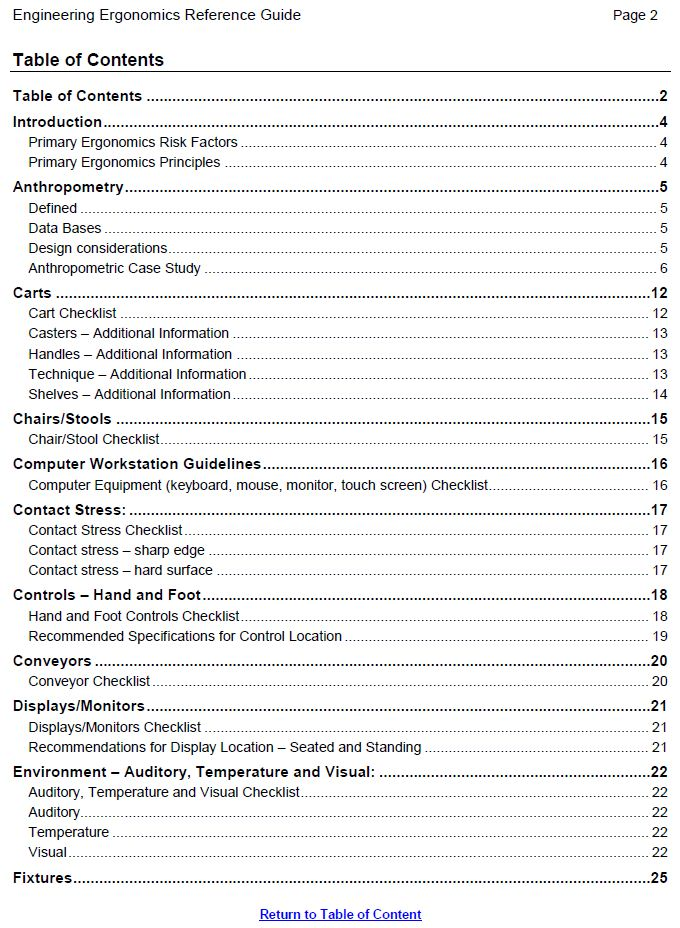 Engineering Ergonomics Reference Guide Page 2
Table of Contents
Table of Contents ........................................................................................................................2
Introduction..................................................................................................................................4
Primary Ergonomics Risk Factors ........................................................................................................ 4
Primary Ergonomics Principles ............................................................................................................ 4
Anthropometry.............................................................................................................................5
Defined ................................................................................................................................................ 5
Data Bases .......................................................................................................................................... 5
Design considerations.......................................................................................................................... 5
Anthropometric Case Study ................................................................................................................. 6
Carts ...........................................................................................................................................12
Cart Checklist .................................................................................................................................... 12
Casters – Additional Information ........................................................................................................ 13
Handles – Additional Information ....................................................................................................... 13
Technique – Additional Information.................................................................................................... 13
Shelves – Additional Information........................................................................................................ 14
Chairs/Stools .............................................................................................................................15
Chair/Stool Checklist.......................................................................................................................... 15
Computer Workstation Guidelines...........................................................................................16
Computer Equipment (keyboard, mouse, monitor, touch screen) Checklist........................................ 16
Contact Stress: ..........................................................................................................................17
Contact Stress Checklist.................................................................................................................... 17
Contact stress – sharp edge .............................................................................................................. 17
Contact stress – hard surface ............................................................................................................ 17
Controls – Hand and Foot.........................................................................................................18
Hand and Foot Controls Checklist...................................................................................................... 18
Recommended Specifications for Control Location ............................................................................ 19
Conveyors ..................................................................................................................................20
Conveyor Checklist............................................................................................................................ 20
Displays/Monitors......................................................................................................................21
Displays/Monitors Checklist ............................................................................................................... 21
Recommendations for Display Location – Seated and Standing ........................................................ 21
Environment – Auditory, Temperature and Visual: ................................................................22
Auditory, Temperature and Visual Checklist....................................................................................... 22
Auditory.............................................................................................................................................. 22
Temperature ...................................................................................................................................... 22
Visual................................................................................................................................................. 22
Fixtures.......................................................................................................................................25
Return to Table of Content